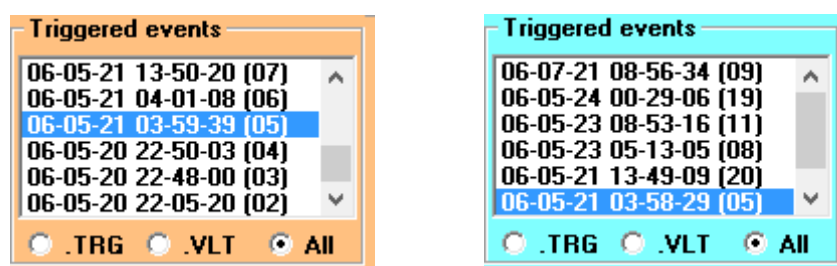 Triggered events
06-05-21 13-50-20 (07)
06-05-21 04-01-08 (06)
06-05-21 03-59-39 (05)
06-05-20 22-50-03 (04)
06-05-20 22-48-00 (03)
06-05-20 22-05-20 (02)
.TRG .VLT All
Triggered events
06-07-21 08-56-34 (09)
06-05-24 00-29-06 (19)
06-05-23 08-53-16 (11)
06-05-23 05-13-05 (08)
06-05-21 13-49-09 (20)
06-05-21 03-58-29 (05)
.TRG .VLT All